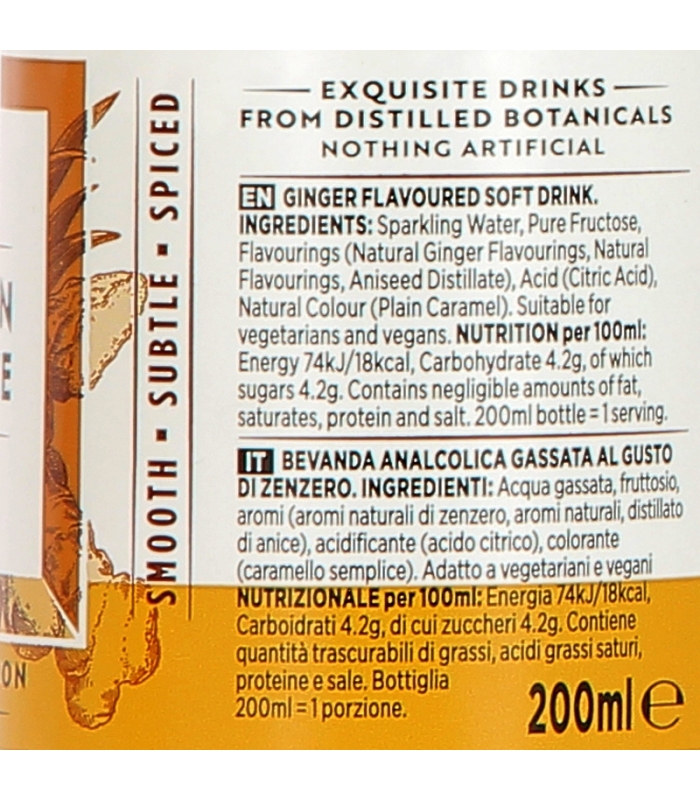 EXQUISITE DRINKS
FROM DISTILLED BOTANICALS
NOTHING ARTIFICIAL
SMOOTH ▪ SUBTLE ▪ SPICED
EN GINGER FLAVOURED SOFT DRINK.
INGREDIENTS: Sparkling Water, Pure Fructose,
Flavourings (Natural Ginger Flavourings, Natural
Flavourings, Aniseed Distillate), Acid (Citric Acid),
Natural Colour (Plain Caramel). Suitable for
vegetarians and vegans. NUTRITION per 100ml:
Energy 74kJ/18kcal, Carbohydrate 4.2g, of which
sugars 4.2g. Contains negligible amounts of fat,
saturates, protein and salt. 200ml bottle = 1 serving.
IT BEVANDA ANALCOLICA GASSATA AL GUSTO
DI ZENZERO. INGREDIENTI: Acqua gassata, fruttosio,
aromi (aromi naturali di zenzero, aromi naturali, distillato
di anice), acidificante (acido citrico), colorante
(caramello semplice). Adatto a vegetariani e vegani
NUTRIZIONALE per 100ml: Energia 74kJ/18kcal,
Carboidrati 4.2g, di cui zuccheri 4.2g. Contiene
quantità trascurabili di grassi, acidi grassi saturi,
proteine e sale. Bottiglia
200ml = 1 porzione.
200ml ℮